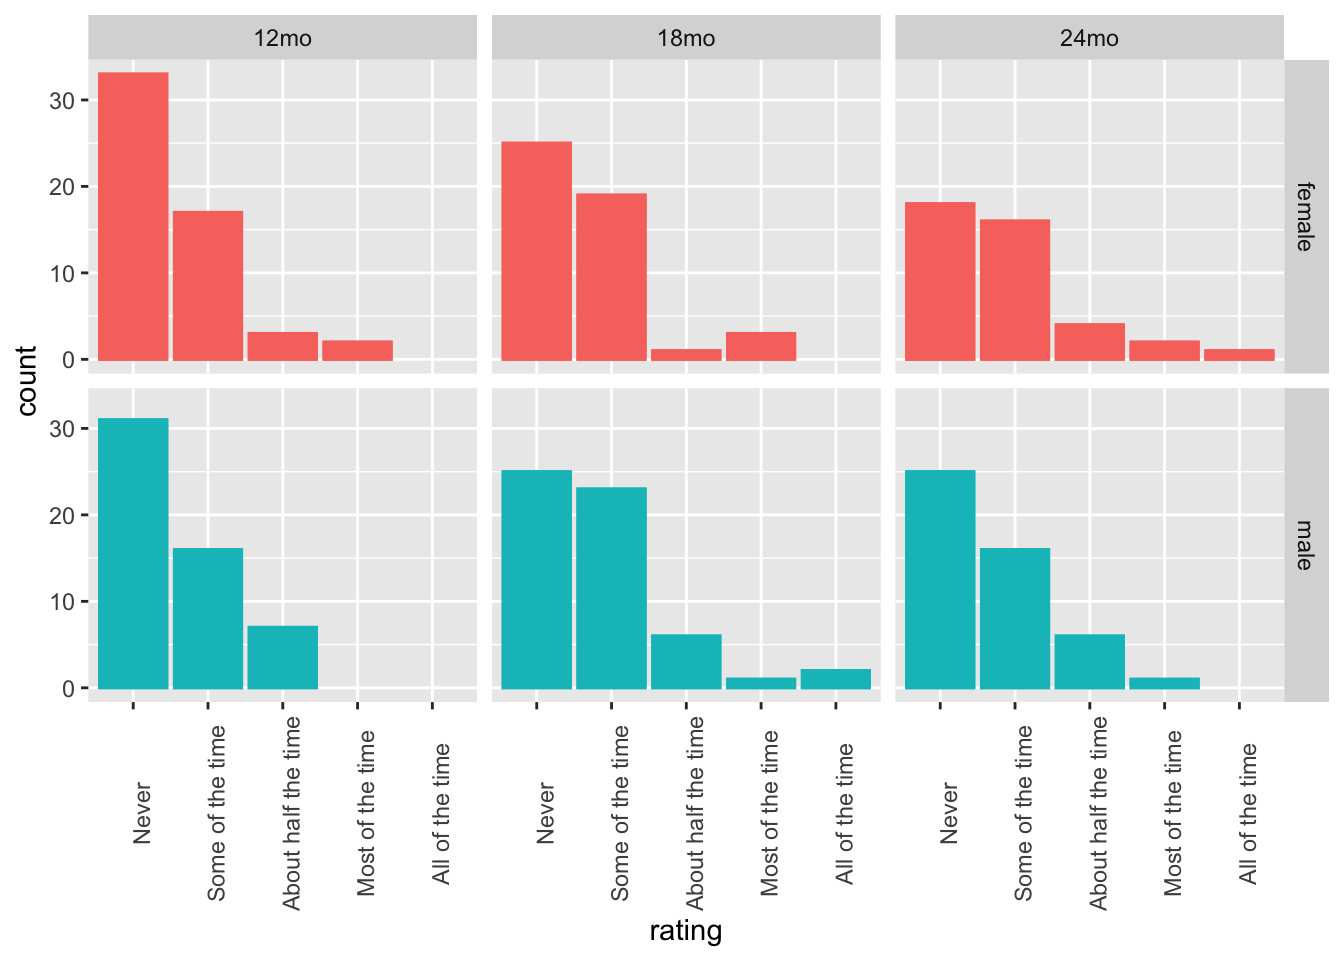 12mo
18mo
24mo
count
30
20
10
0
female
30
20
10
0
male
Never
Some of the time
About half the time
Most of the time
All of the time
Never
Some of the time
About half the time
Most of the time
All of the time
Never
Some of the time
About half the time
Most of the time
All of the time
rating